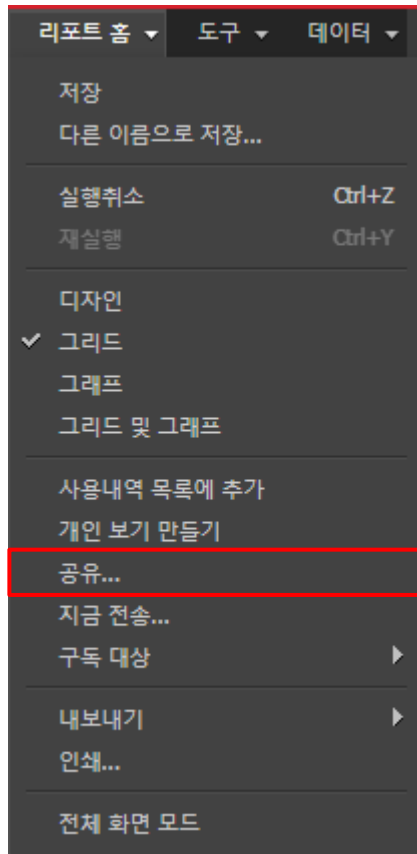 리포트 홈 도구 데이터
저장
다른 이름으로 저장...
실행취소 Ctrl+Z
재실행 Ctrl+Y
디자인
그리드
그래프
그리드 및 그래프
사용내역 목록에 추가
개인 보기 만들기
공유...
지금 전송...
구독 대상
내보내기
인쇄...
전체 화면 모드